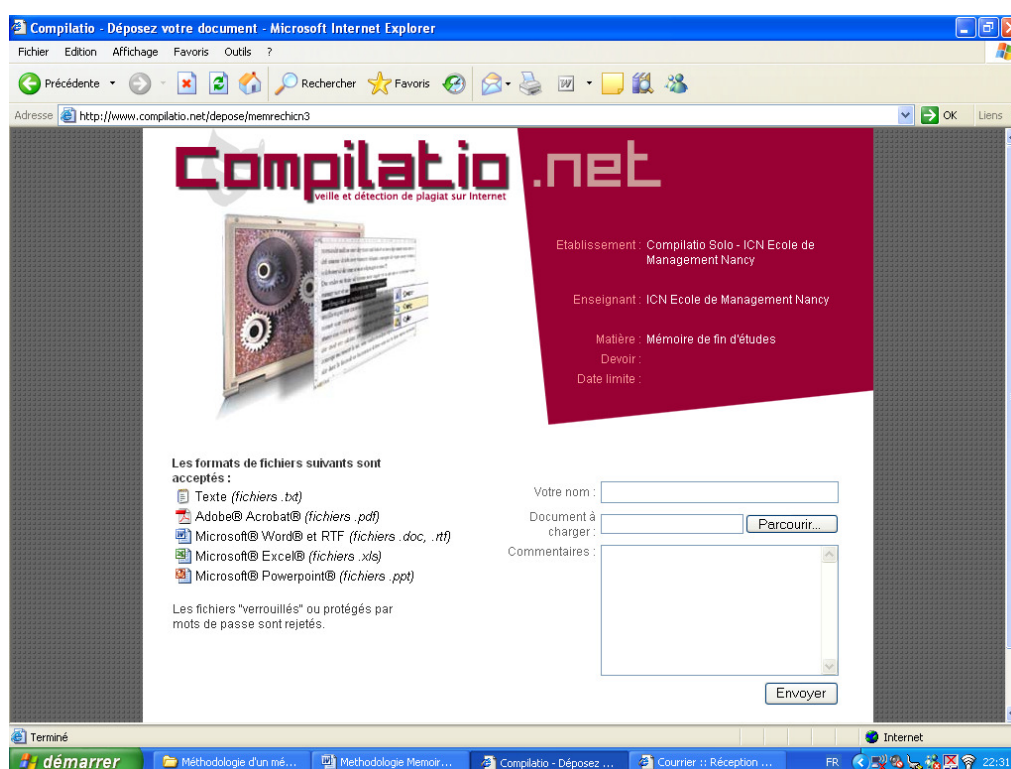 Compilatio - Déposez votre document - Microsoft Internet Explorer
Fichier Edition Affichage Favoris Outils ?
Précédente Rechercher Favoris
Adresse http://www.compilatio.net/depose/memrechicn3 OK Liens
Compilatio.net
veille et détection de plagiat sur Internet
Etablissement : Compilatio Solo - ICN Ecole de
Management Nancy
Enseignant : ICN Ecole de Management Nancy
Matière : Mémoire de fin d'études
Devoir :
Date limite :
Les formats de fichiers suivants sont
acceptés :
Texte (fichiers .txt)
Adobe® Acrobat® (fichiers .pdf)
Microsoft® Word® et RTF (fichiers .doc, .rtf)
Microsoft® Excel® (fichiers .xls)
Microsoft® Powerpoint® (fichiers .ppt)
Les fichiers "verrouillés" ou protégés par
mots de passe sont rejetés.
Votre nom :
Document à
charger :
Parcourir...
Commentaires :
Envoyer
Terminé Internet
démarrer Méthodologie d'un mé... Methodologie Memoir... Compilatio - Déposez ... Courrier :: Réception ... FR 22:31